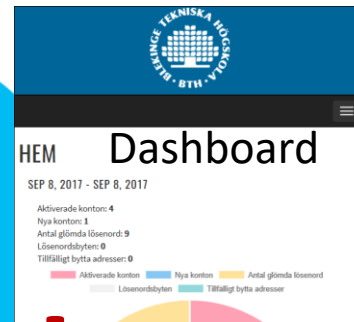 BLEKINGE TEKNISKA HÖGSKOLA
· BTH ·
HEM
Dashboard
SEP 8, 2017 - SEP 8, 2017
Aktiverade konton: 4
Nya konton: 1
Antal glömda lösenord: 9
Lösenordsbyten: 0
Tillfälligt bytta adresser: 0
Aktiverade konton Nya konton Antal glömda lösenord
Lösenordsbyten Tillfälligt bytta adresser